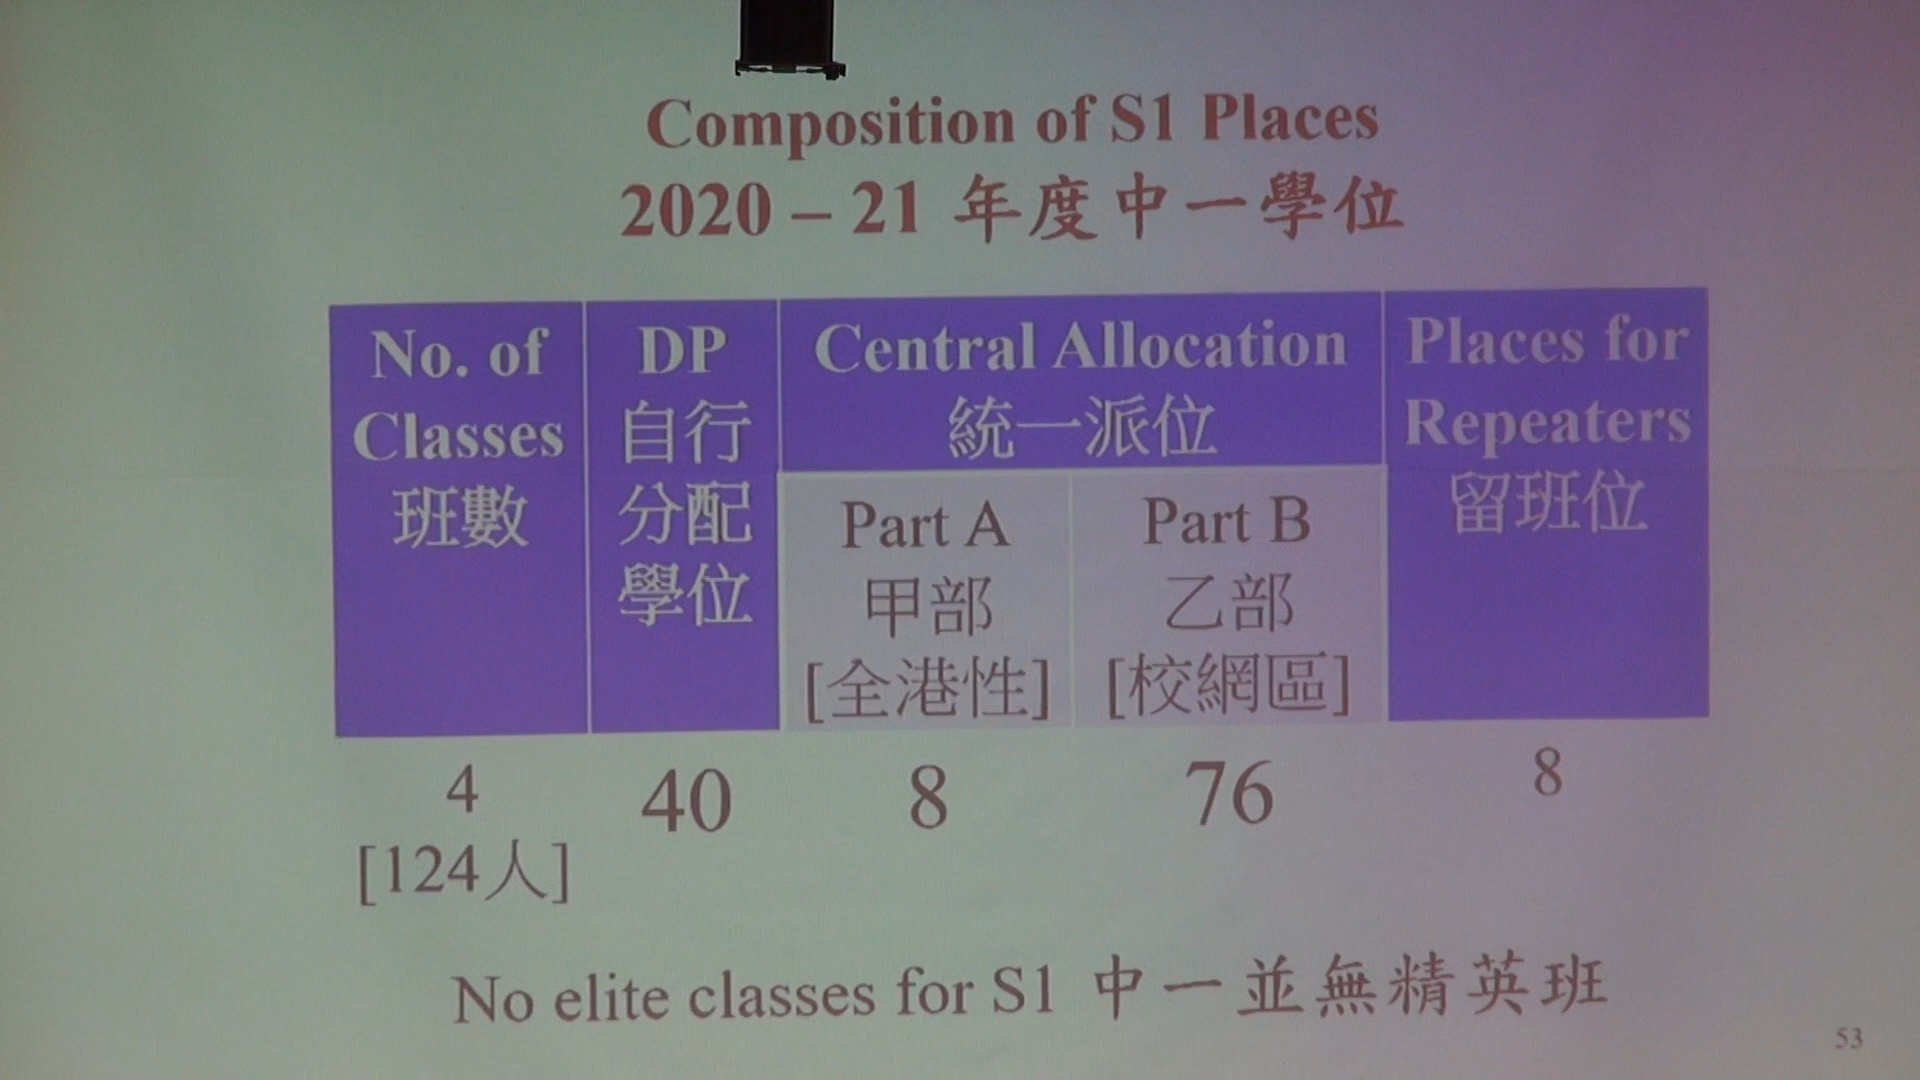 Composition of S1 Places
2020 – 21 年度中一學位
No. of
Classes
班數
DP
自行
分配
學位
Central Allocation
統一派位
Part A
甲部
[全港性]
Part B
乙部
[校網區]
Places for
Repeaters
留班位
4
[124人]
40
8
76
8
No elite classes for S1 中一並無精英班
53